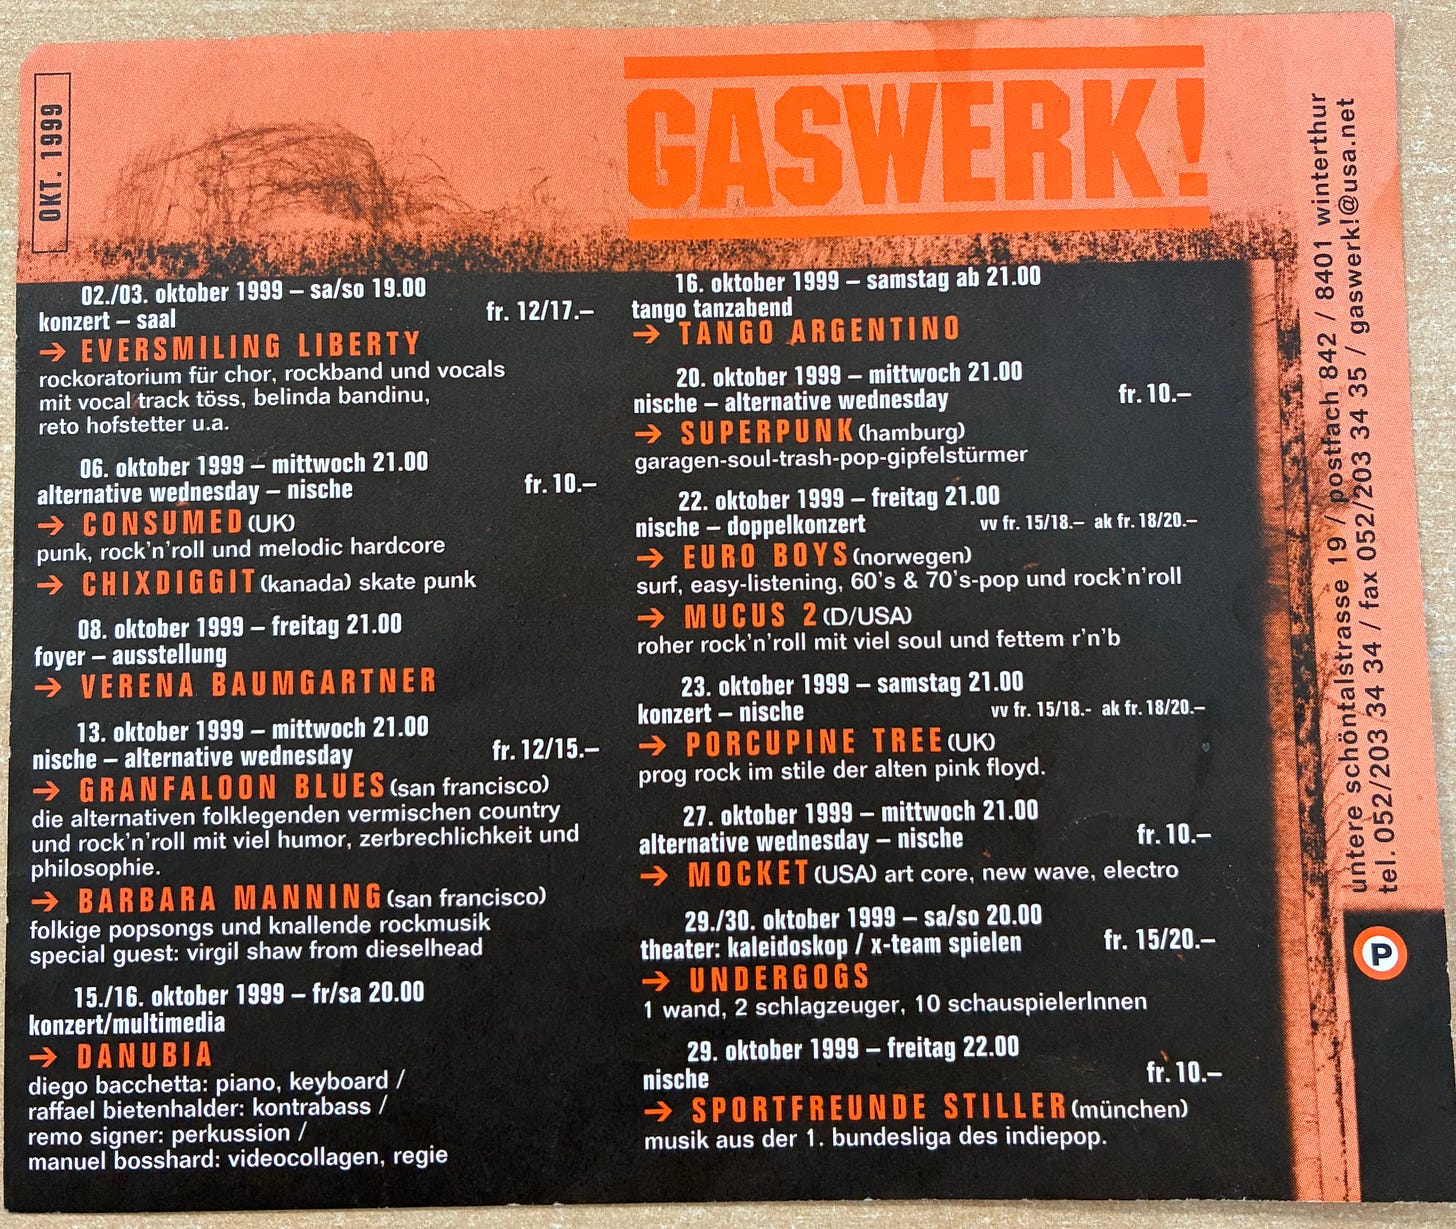 OKT. 1999
GASWERK!
02./03. oktober 1999 – sa/so 19.00
konzert – saal
fr. 12/17.–
→ EVERSMILING LIBERTY
rockoratorium für chor, rockband und vocals
mit vocal track töss, belinda bandinu,
reto hofstetter u.a.
06. oktober 1999 – mittwoch 21.00
alternative wednesday – nische
fr. 10.–
→ CONSUMED (UK)
punk, rock'n'roll und melodic hardcore
→ CHIXDIGGIT (kanada) skate punk
08. oktober 1999 – freitag 21.00
foyer – ausstellung
→ VERENA BAUMGARTNER
13. oktober 1999 – mittwoch 21.00
nische – alternative wednesday
fr. 12/15.–
→ GRANFALOON BLUES (san francisco)
die alternativen folklegenden vermischen country
und rock'n'roll mit viel humor, zerbrechlichkeit und
philosophie.
→ BARBARA MANNING (san francisco)
folkige popsongs und knallende rockmusik
special guest: virgil shaw from dieselhead
15./16. oktober 1999 – fr/sa 20.00
konzert/multimedia
→ DANUBIA
diego bacchetta: piano, keyboard /
raffael bietenhalder: kontrabass /
remo signer: perkussion /
manuel bosshard: videocollagen, regie
16. oktober 1999 – samstag ab 21.00
tango tanzabend
→ TANGO ARGENTINO
20. oktober 1999 – mittwoch 21.00
nische – alternative wednesday
fr. 10.–
→ SUPERPUNK (hamburg)
garagen-soul-trash-pop-gipfelstürmer
22. oktober 1999 – freitag 21.00
nische – doppelkonzert
vv fr. 15/18.– ak fr. 18/20.–
→ EURO BOYS (norwegen)
surf, easy-listening, 60's & 70's-pop und rock'n'roll
→ MUCUS 2 (D/USA)
roher rock'n'roll mit viel soul und fettem r'n'b
23. oktober 1999 – samstag 21.00
konzert – nische
vv fr. 15/18.- ak fr. 18/20.–
→ PORCUPINE TREE (UK)
prog rock im stile der alten pink floyd.
27. oktober 1999 – mittwoch 21.00
alternative wednesday – nische
fr. 10.–
→ MOCKET (USA) art core, new wave, electro
29./30. oktober 1999 – sa/so 20.00
theater: kaleidoskop / x-team spielen
fr. 15/20.–
→ UNDERGOGS
1 wand, 2 schlagzeuger, 10 schauspielerInnen
29. oktober 1999 – freitag 22.00
nische
fr. 10.–
→ SPORTFREUNDE STILLER (münchen)
musik aus der 1. bundesliga des indiepop.
untere schöntalstrasse 19 / postfach 842 / 8401 winterthur
tel. 052/203 34 34 / fax 052/203 34 35 / gaswerk!@usa.net
P